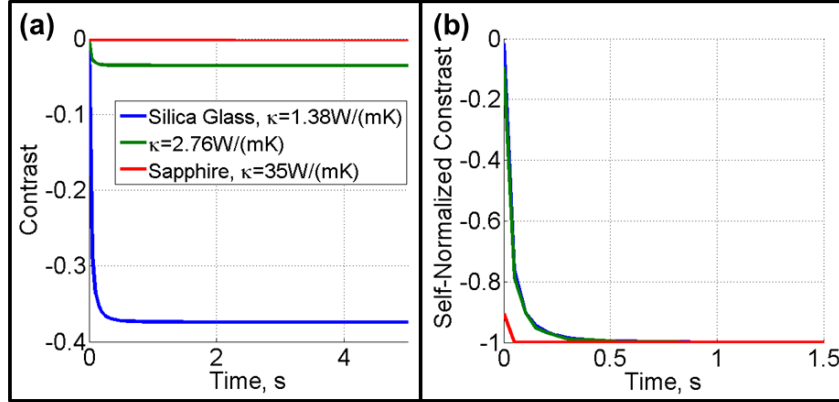 (a)
0
-0.1
-0.2
-0.3
-0.4
Contrast
Silica Glass, κ=1.38W/(mK)
κ=2.76W/(mK)
Sapphire, κ=35W/(mK)
0 2 4
Time, s
(b)
0
-0.2
-0.4
-0.6
-0.8
-1
Self-Normalized Constrast
0 0.5 1 1.5
Time, s